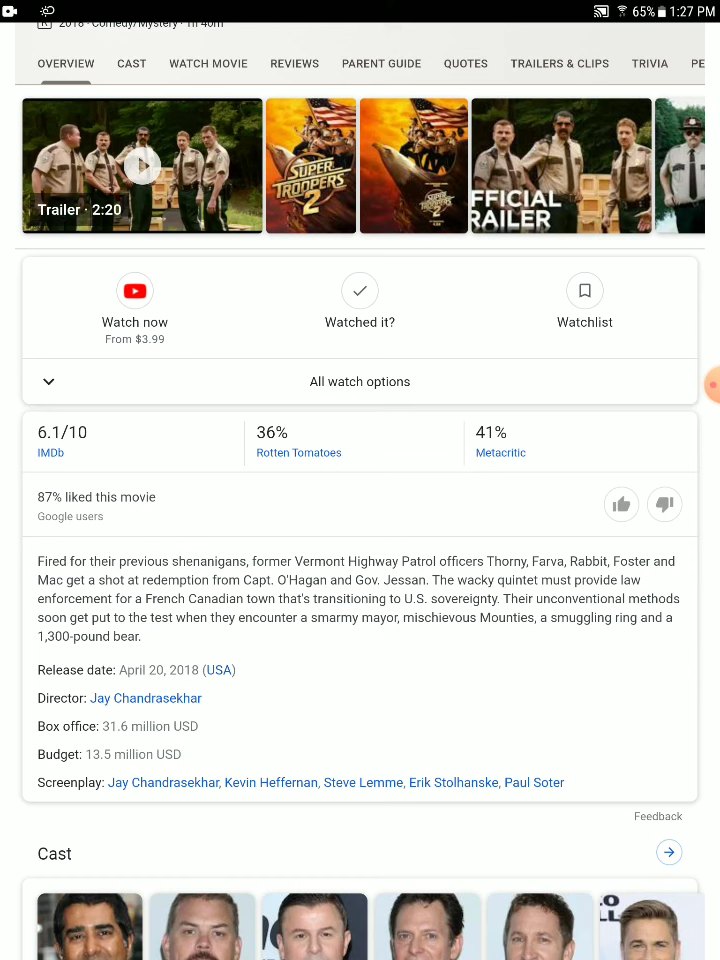 65% 1:27 PM
R 2018 · Comedy/Mystery · 1h 40m
OVERVIEW CAST WATCH MOVIE REVIEWS PARENT GUIDE QUOTES TRAILERS & CLIPS TRIVIA PE
Trailer · 2:20
SUPER
TROOPERS
2
SUPER
TROOPERS
2
FFICIAL
RAILER
Watch now
From $3.99
Watched it?
Watchlist
All watch options
6.1/10 36% 41%
IMDb Rotten Tomatoes Metacritic
87% liked this movie
Google users
Fired for their previous shenanigans, former Vermont Highway Patrol officers Thorny, Farva, Rabbit, Foster and
Mac get a shot at redemption from Capt. O'Hagan and Gov. Jessan. The wacky quintet must provide law
enforcement for a French Canadian town that's transitioning to U.S. sovereignty. Their unconventional methods
soon get put to the test when they encounter a smarmy mayor, mischievous Mounties, a smuggling ring and a
1,300-pound bear.
Release date: April 20, 2018 (USA)
Director: Jay Chandrasekhar
Box office: 31.6 million USD
Budget: 13.5 million USD
Screenplay: Jay Chandrasekhar, Kevin Heffernan, Steve Lemme, Erik Stolhanske, Paul Soter
Feedback
Cast